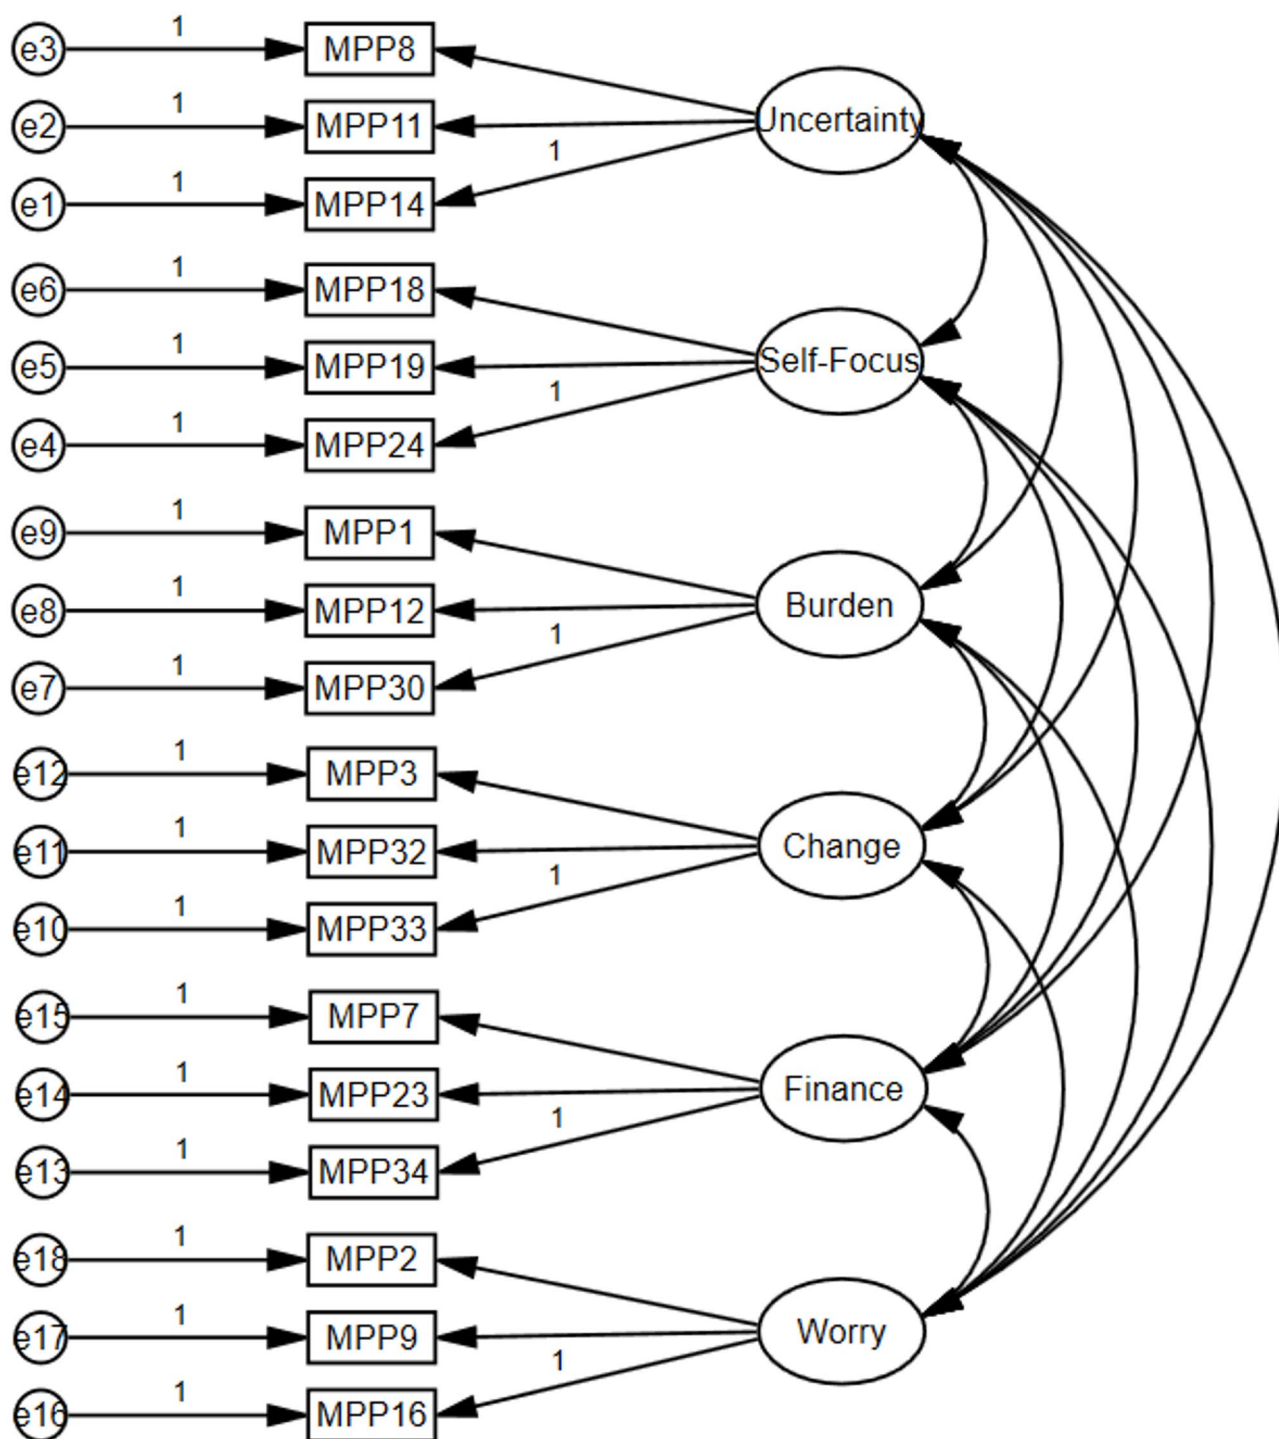 e3 1 MPP8
e2 1 MPP11
e1 1 MPP14
1
Uncertainty
e6 1 MPP18
e5 1 MPP19
e4 1 MPP24
1
Self-Focus
e9 1 MPP1
e8 1 MPP12
e7 1 MPP30
1
Burden
e12 1 MPP3
e11 1 MPP32
e10 1 MPP33
1
Change
e15 1 MPP7
e14 1 MPP23
e13 1 MPP34
1
Finance
e18 1 MPP2
e17 1 MPP9
e16 1 MPP16
1
Worry